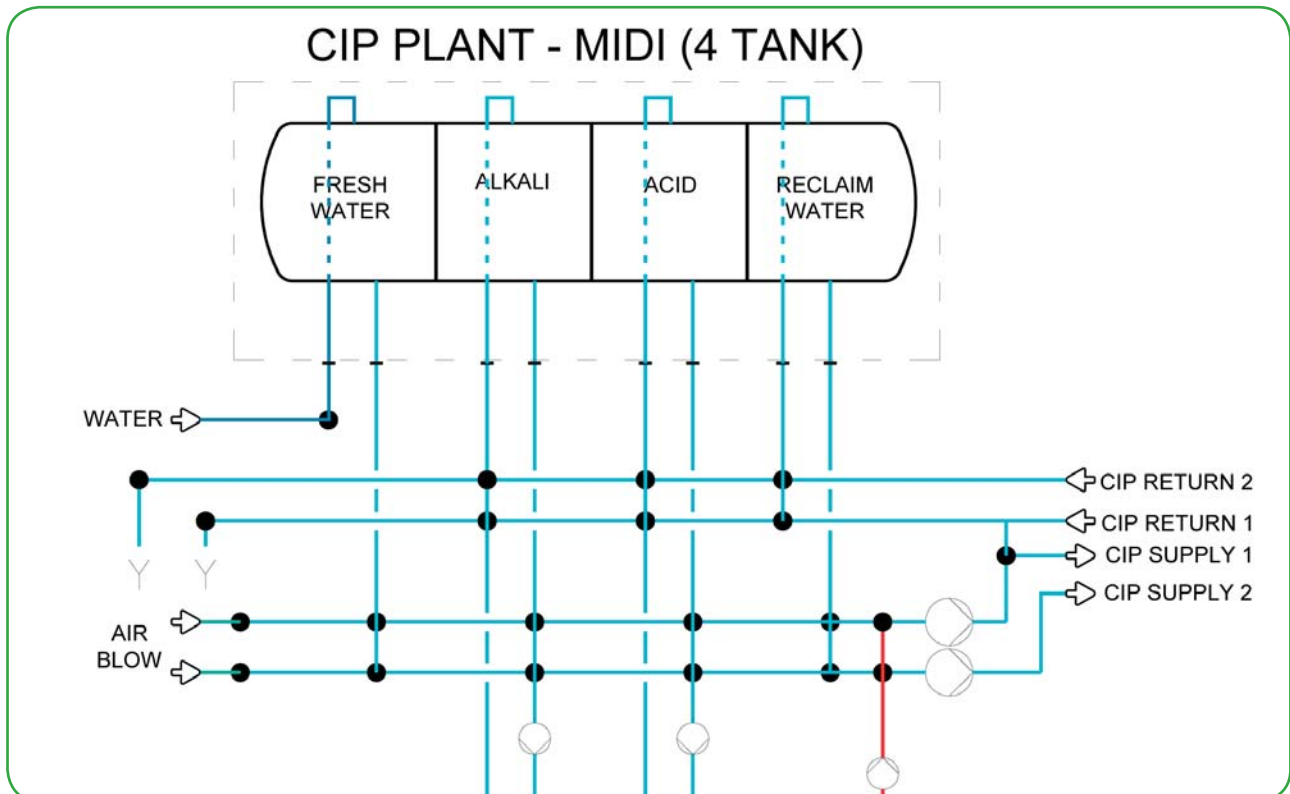 CIP PLANT - MIDI (4 TANK)
FRESH
WATER
ALKALI
ACID
RECLAIM
WATER
WATER
CIP RETURN 2
CIP RETURN 1
CIP SUPPLY 1
CIP SUPPLY 2
AIR
BLOW